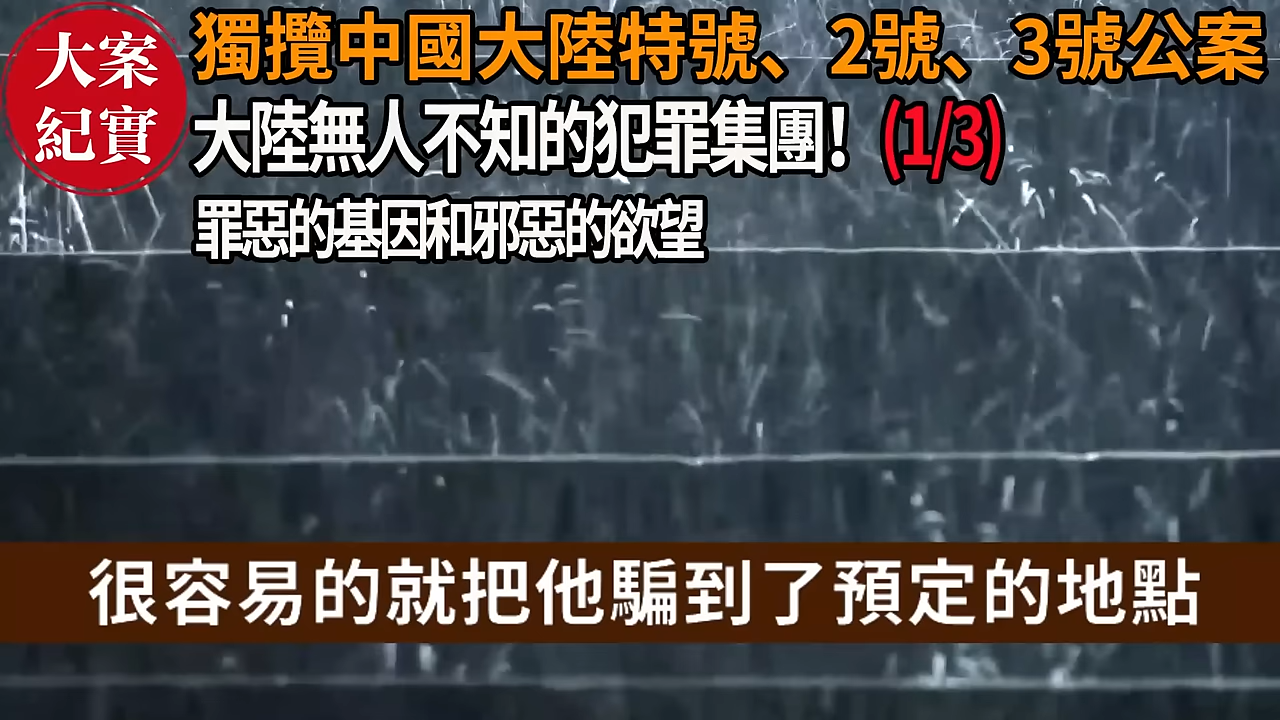 大案
紀實
獨攬中國大陸特號、2號、3號公案
大陸無人不知的犯罪集團！(1/3)
罪惡的基因和邪惡的欲望
很容易的就把他騙到了預定的地點